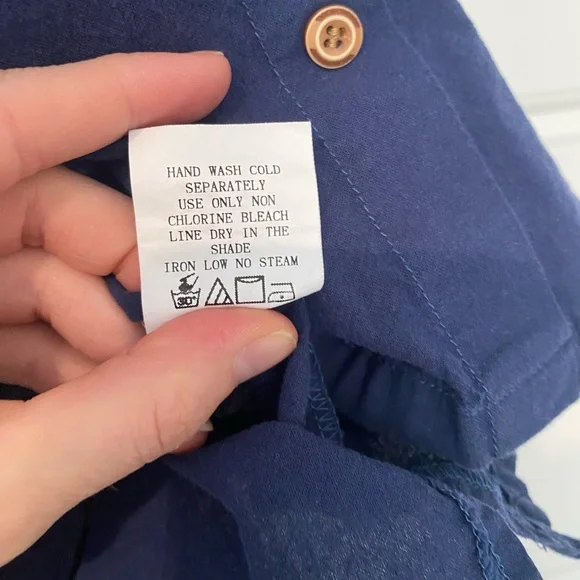 HAND WASH COLD
SEPARATELY
USE ONLY NON
CHLORINE BLEACH
LINE DRY IN THE
SHADE
IRON LOW NO STEAM
30°